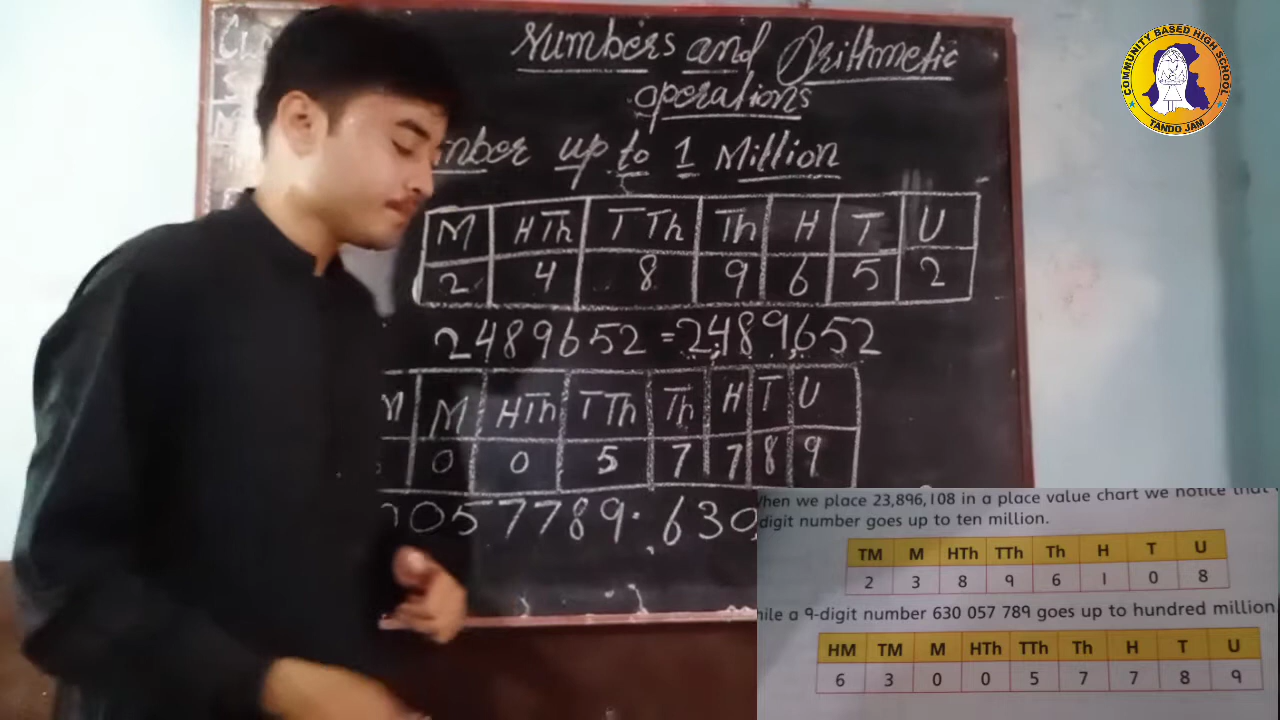 Numbers and Arithmetic
operations
mber up to 1 Million
M HTh TTh Th H T U
2 4 8 9 6 5 2
2489652 = 2,489,652
M M HTh TTh Th H T U
0 0 5 7 7 8 9
0057789. 630,
COMMUNITY BASED HIGH SCHOOL
TANDO JAM
hen we place 23,896,108 in a place value chart we notice that
digit number goes up to ten million.
TM M HTh TTh Th H T U
2 3 8 9 6 1 0 8
hile a 9-digit number 630 057 789 goes up to hundred million.
HM TM M HTh TTh Th H T U
6 3 0 0 5 7 7 8 9